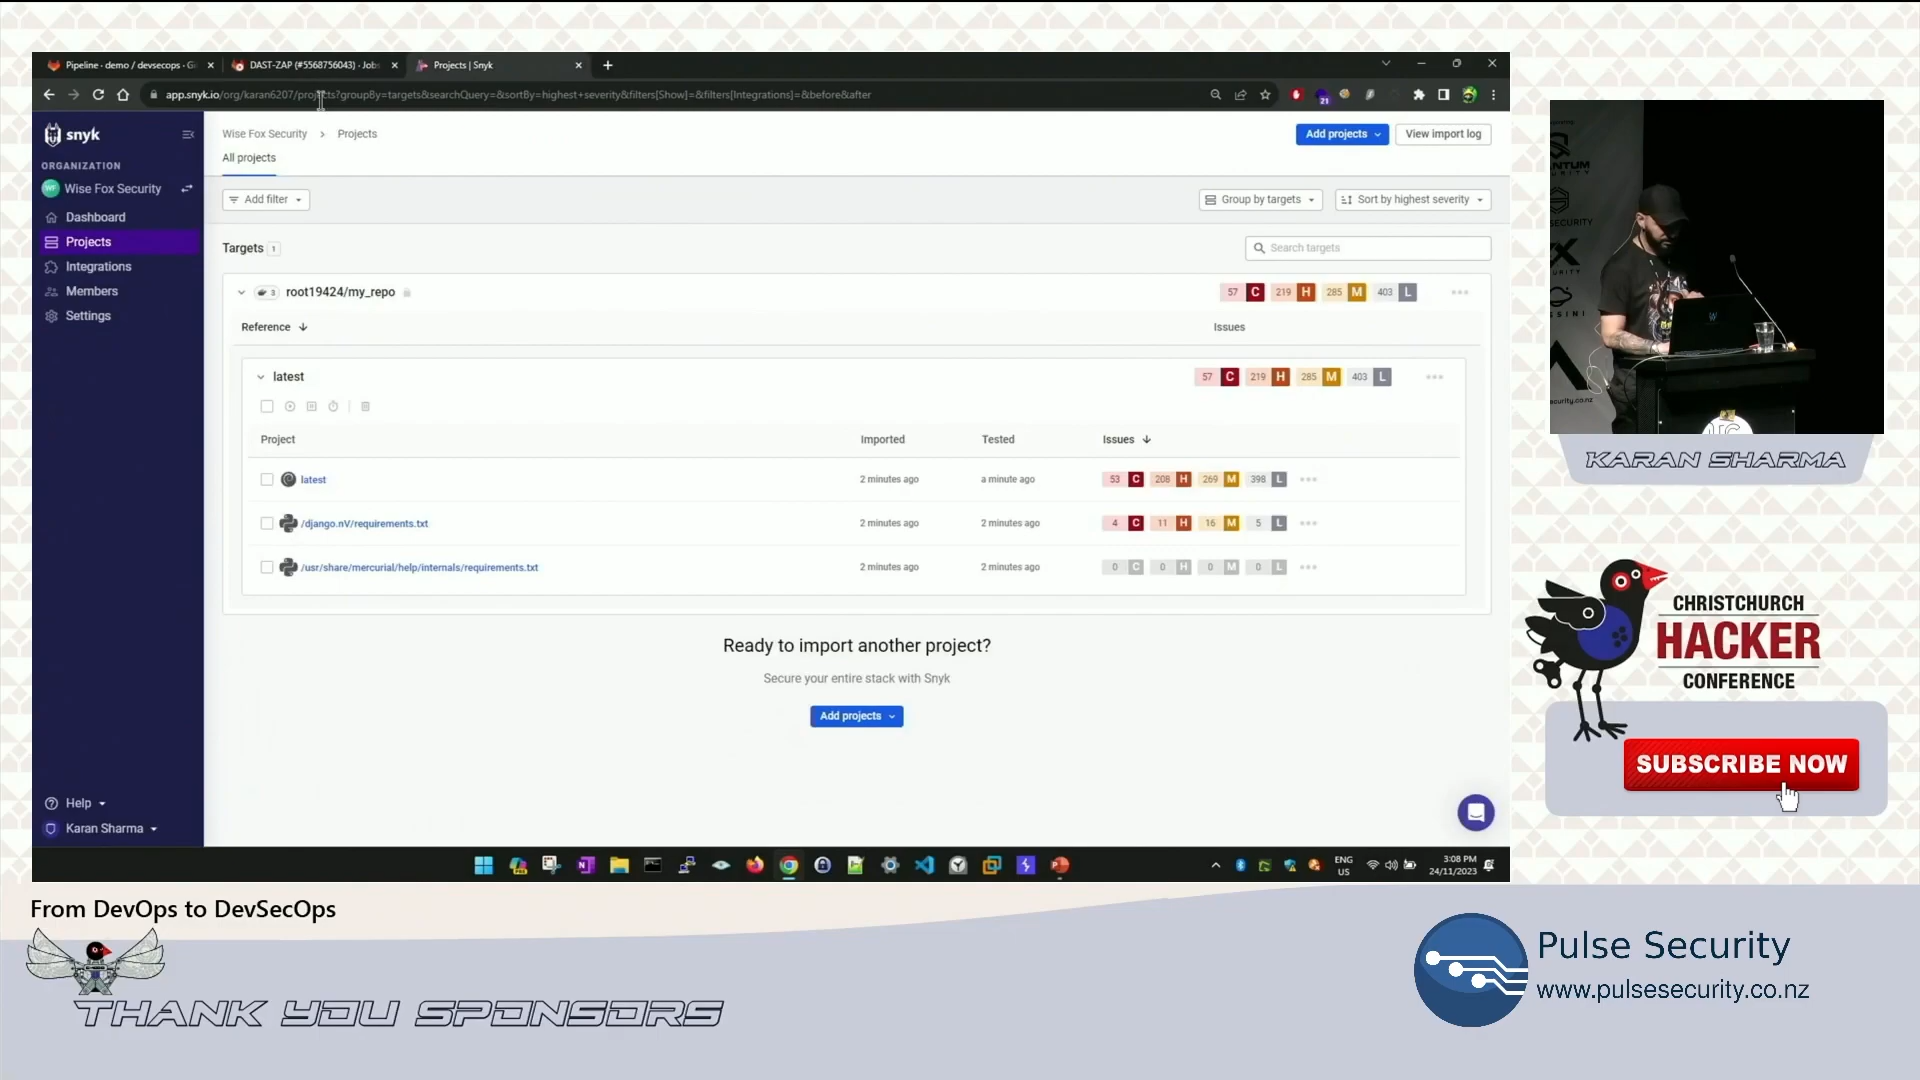 Pipeline · demo / devsecops · G
DAST-ZAP (#5568756043) · Jobs
Projects | Snyk
app.snyk.io/org/karan6207/projects?groupBy=targets&searchQuery=&sortBy=highest+severity&filters[Show]=&filters[Integrations]=&before&after
21
snyk
ORGANIZATION
WF Wise Fox Security
Dashboard
Projects
Integrations
Members
Settings
Help
Karan Sharma
Wise Fox Security > Projects
Add projects
View import log
All projects
Add filter
Group by targets
Sort by highest severity
Targets 1
Search targets
3 root19424/my_repo
57 C 219 H 285 M 403 L
Reference
Issues
latest
57 C 219 H 285 M 403 L
Project Imported Tested Issues
latest 2 minutes ago a minute ago 53 C 208 H 269 M 398 L
/django.nV/requirements.txt 2 minutes ago 2 minutes ago 4 C 11 H 16 M 5 L
/usr/share/mercurial/help/internals/requirements.txt 2 minutes ago 2 minutes ago 0 C 0 H 0 M 0 L
Ready to import another project?
Secure your entire stack with Snyk
Add projects
ENG
US
3:08 PM
24/11/2023
KARAN SHARMA
CHRISTCHURCH
HACKER
CONFERENCE
SUBSCRIBE NOW
From DevOps to DevSecOps
THANK YOU SPONSORS
Pulse Security
www.pulsesecurity.co.nz